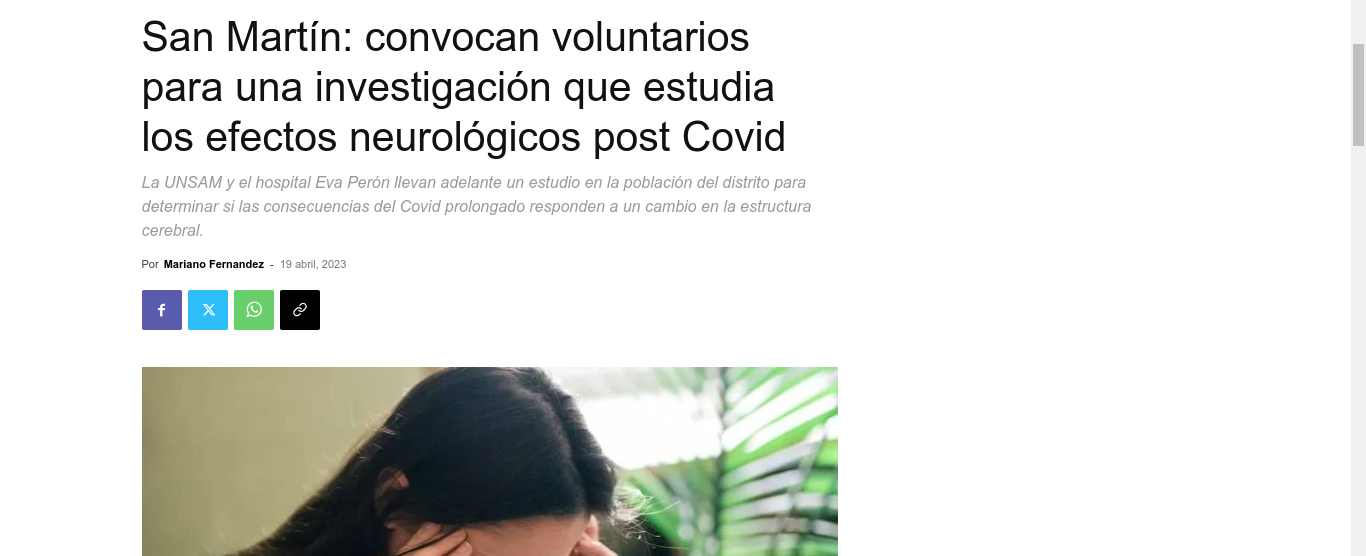 San Martín: convocan voluntarios
para una investigación que estudia
los efectos neurológicos post Covid
La UNSAM y el hospital Eva Perón llevan adelante un estudio en la población del distrito para
determinar si las consecuencias del Covid prolongado responden a un cambio en la estructura
cerebral.
Por Mariano Fernandez - 19 abril, 2023